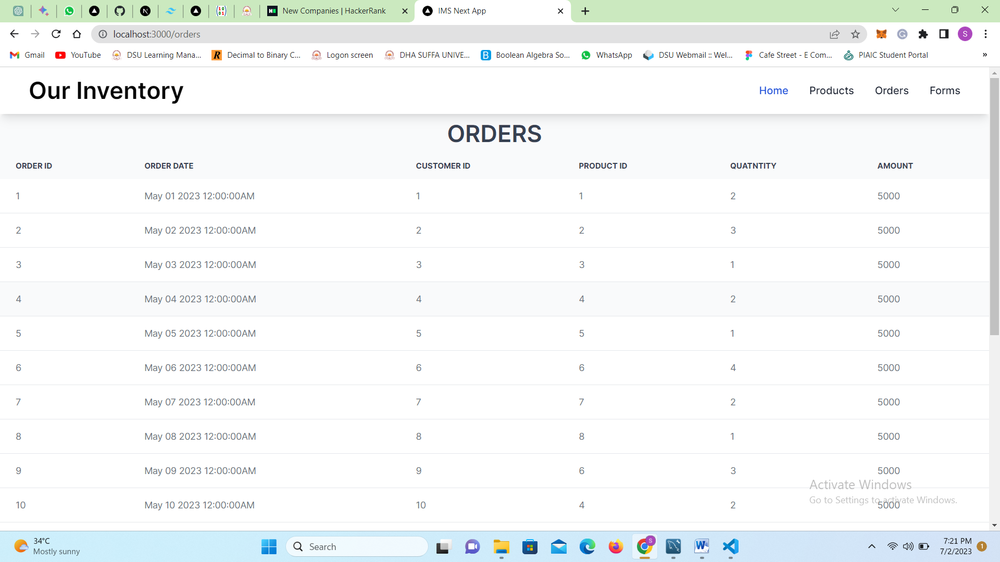 New Companies | HackerRank IMS Next App
localhost:3000/orders S
Gmail YouTube DSU Learning Mana... Decimal to Binary C... Logon screen DHA SUFFA UNIVE... Boolean Algebra So... WhatsApp DSU Webmail :: Wel... Cafe Street - E Com... PIAIC Student Portal »
Our Inventory Home Products Orders Forms
ORDERS
ORDER ID ORDER DATE CUSTOMER ID PRODUCT ID QUATNTITY AMOUNT
1 May 01 2023 12:00:00AM 1 1 2 5000
2 May 02 2023 12:00:00AM 2 2 3 5000
3 May 03 2023 12:00:00AM 3 3 1 5000
4 May 04 2023 12:00:00AM 4 4 2 5000
5 May 05 2023 12:00:00AM 5 5 1 5000
6 May 06 2023 12:00:00AM 6 6 4 5000
7 May 07 2023 12:00:00AM 7 7 2 5000
8 May 08 2023 12:00:00AM 8 8 1 5000
9 May 09 2023 12:00:00AM 9 6 3 5000
Activate Windows
Go to Settings to activate Windows.
10 May 10 2023 12:00:00AM 10 4 2 5000
34°C
Mostly sunny
Search
7:21 PM
7/2/2023
1